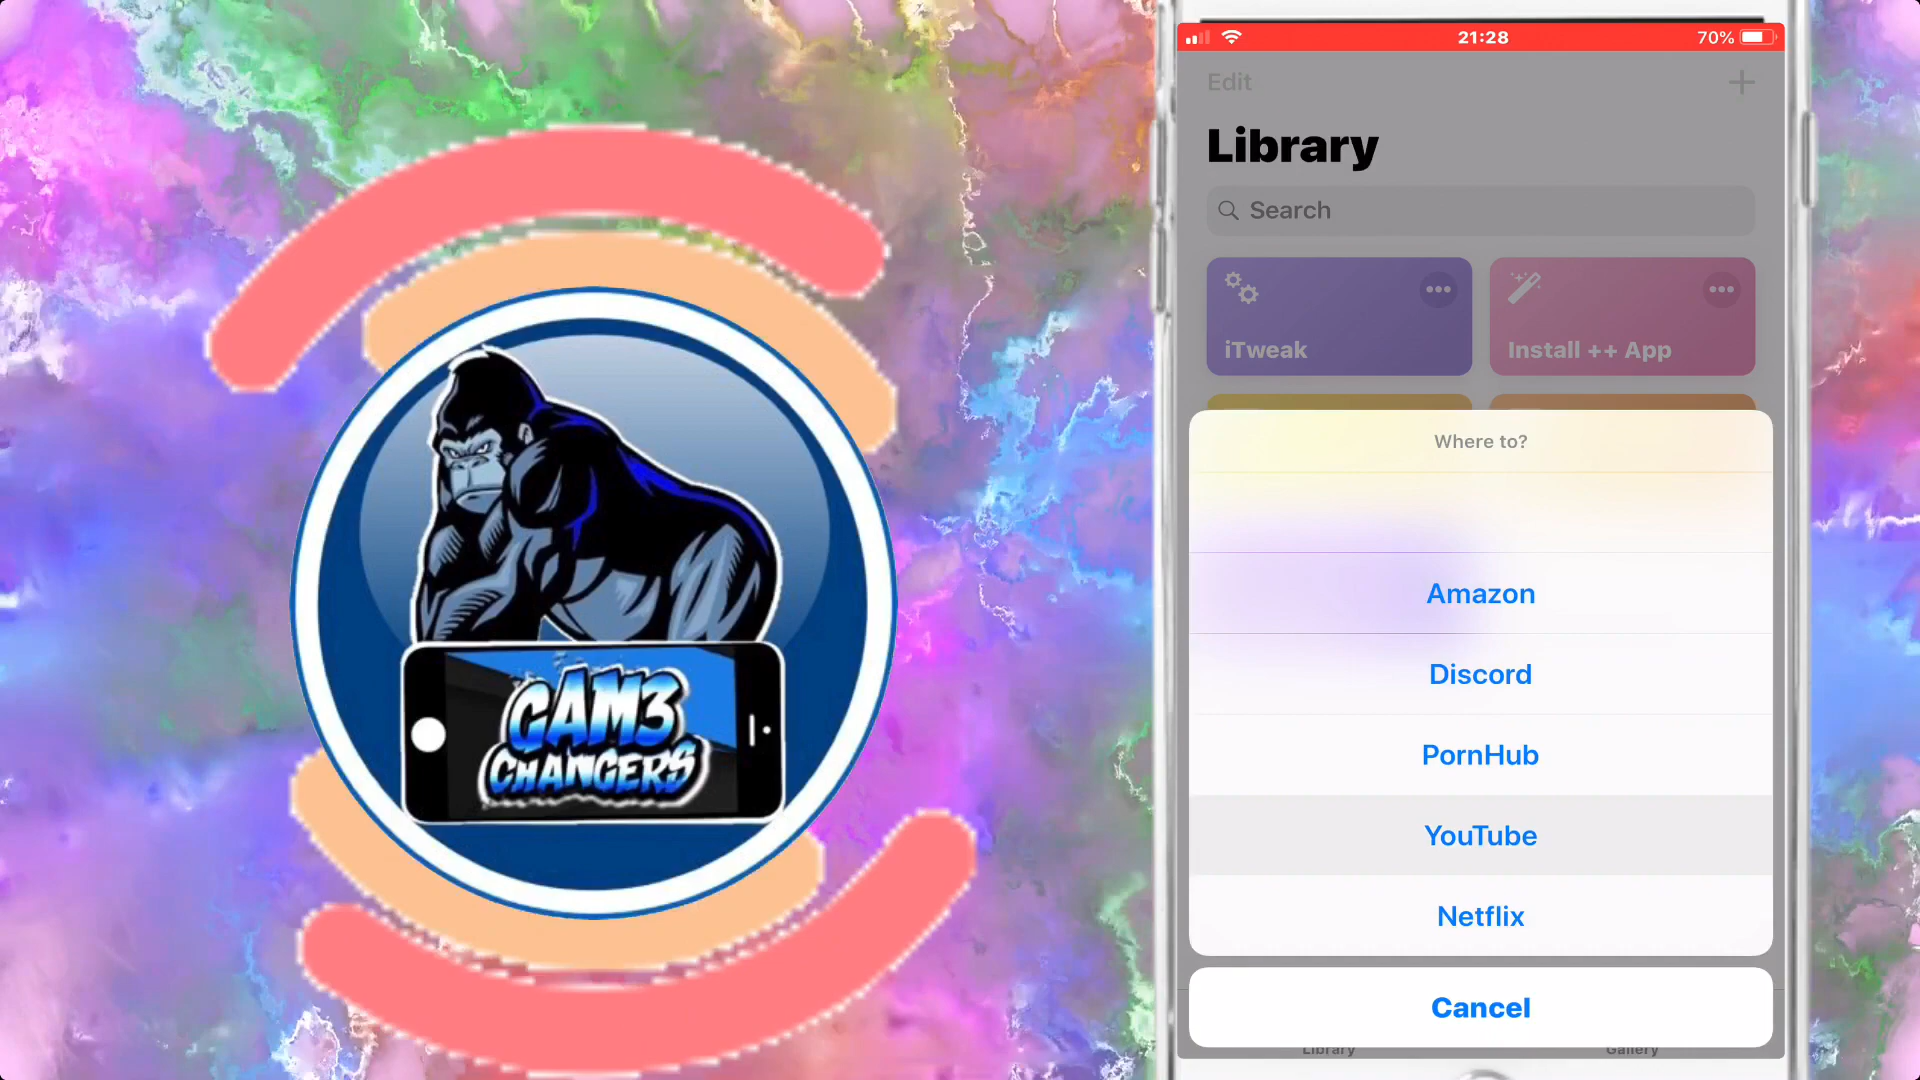 21:28
70%
Edit
Library
Search
iTweak
Install ++ App
Where to?
Amazon
Discord
PornHub
YouTube
Netflix
Cancel
Library
Gallery
GAM3
CHANGERS